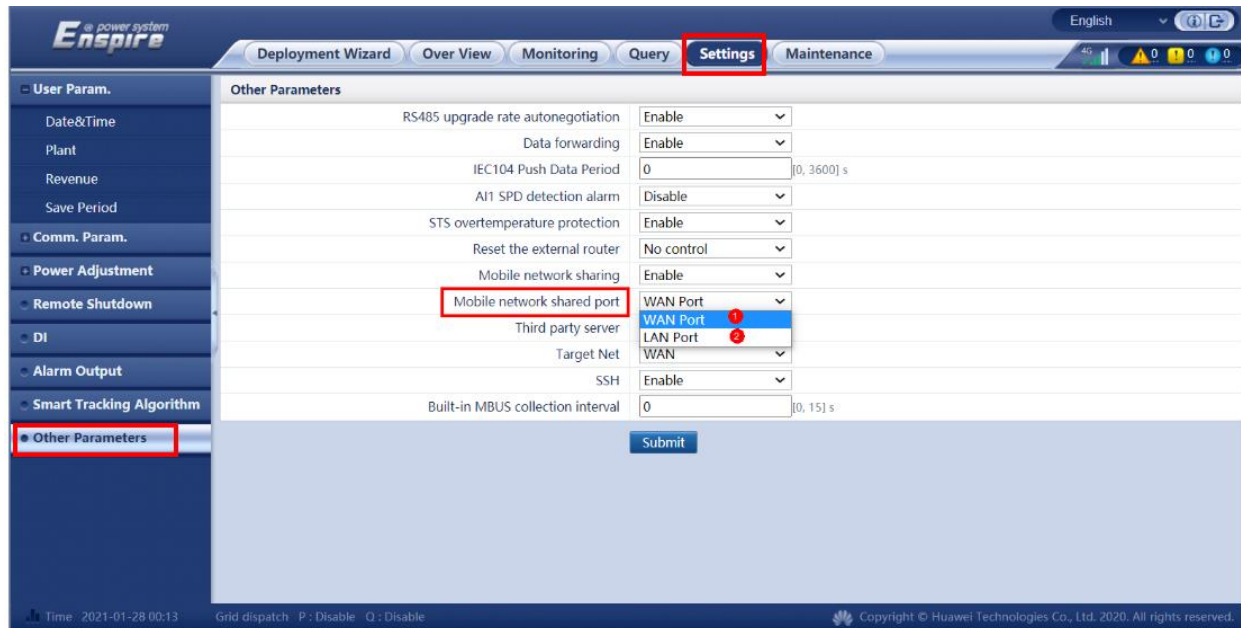 e power system
Enspire
English
Deployment Wizard Over View Monitoring Query Settings Maintenance
4G 0 0 0
User Param.
Date&Time
Plant
Revenue
Save Period
Comm. Param.
Power Adjustment
Remote Shutdown
DI
Alarm Output
Smart Tracking Algorithm
Other Parameters
Other Parameters
RS485 upgrade rate autonegotiation Enable
Data forwarding Enable
IEC104 Push Data Period 0 [0, 3600] s
AI1 SPD detection alarm Disable
STS overtemperature protection Enable
Reset the external router No control
Mobile network sharing Enable
Mobile network shared port WAN Port
WAN Port 1
Third party server
LAN Port 2
Target Net WAN
SSH Enable
Built-in MBUS collection interval 0 [0, 15] s
Submit
Time 2021-01-28 00:13 Grid dispatch P : Disable Q : Disable Copyright © Huawei Technologies Co., Ltd. 2020. All rights reserved.